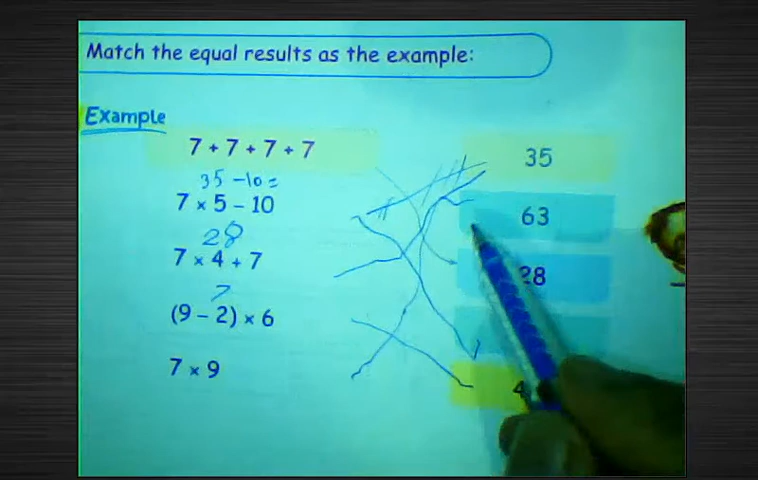 Match the equal results as the example:
Example
7 + 7 + 7 + 7
35
35 - 10 =
7 × 5 - 10
63
28
7 × 4 + 7
28
7
(9 - 2) × 6
7 × 9
4